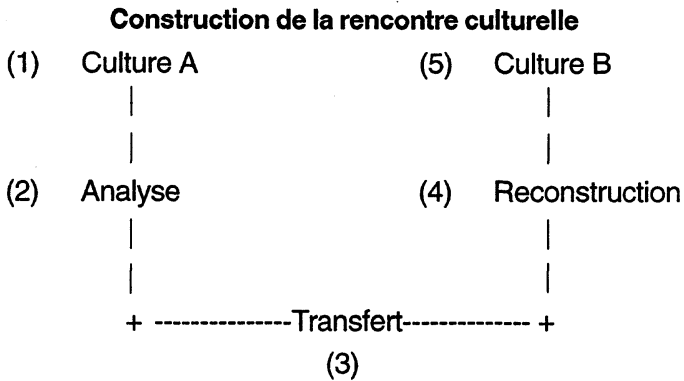 Construction de la rencontre culturelle
(1) Culture A (5) Culture B
(2) Analyse (4) Reconstruction
+ ---------------Transfert-------------- +
(3)